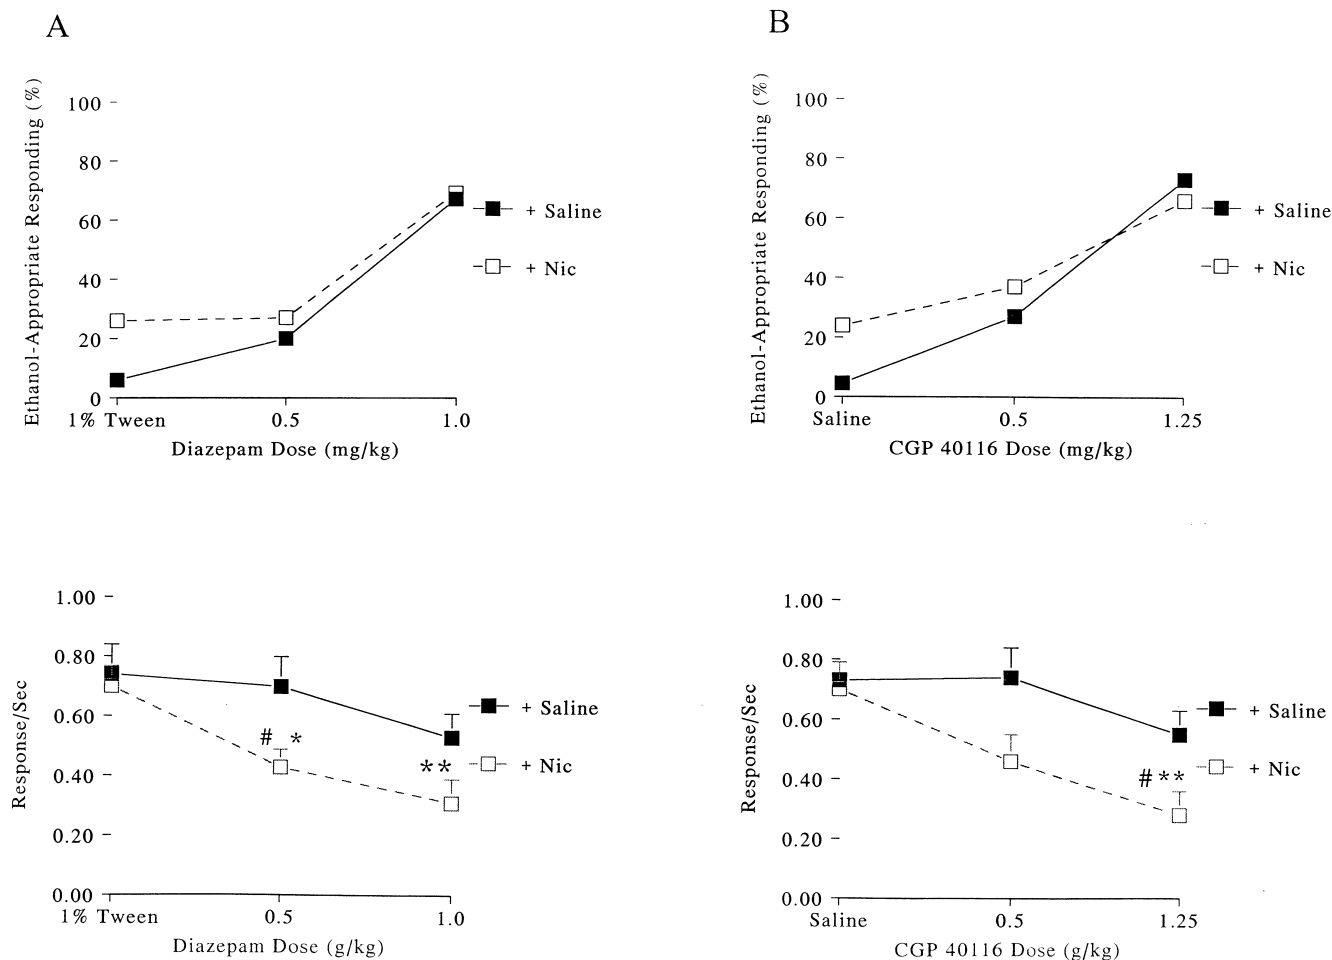 A
Ethanol-Appropriate Responding (%)
100
80
60
40
20
0
1% Tween
0.5
1.0
Diazepam Dose (mg/kg)
+ Saline
+ Nic
B
Ethanol-Appropriate Responding (%)
100
80
60
40
20
0
Saline
0.5
1.25
CGP 40116 Dose (mg/kg)
+ Saline
+ Nic
Response/Sec
1.00
0.80
0.60
0.40
0.20
0.00
# *
**
1% Tween
0.5
1.0
Diazepam Dose (g/kg)
+ Saline
+ Nic
Response/Sec
1.00
0.80
0.60
0.40
0.20
0.00
#**
Saline
0.5
1.25
CGP 40116 Dose (g/kg)
+ Saline
+ Nic